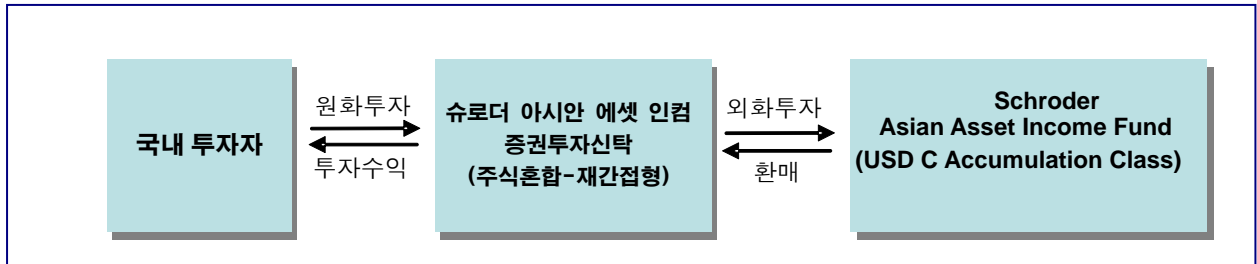 국내 투자자
원화투자
투자수익
슈로더 아시안 에셋 인컴
증권투자신탁
(주식혼합-재간접형)
외화투자
환매
Schroder
Asian Asset Income Fund
(USD C Accumulation Class)